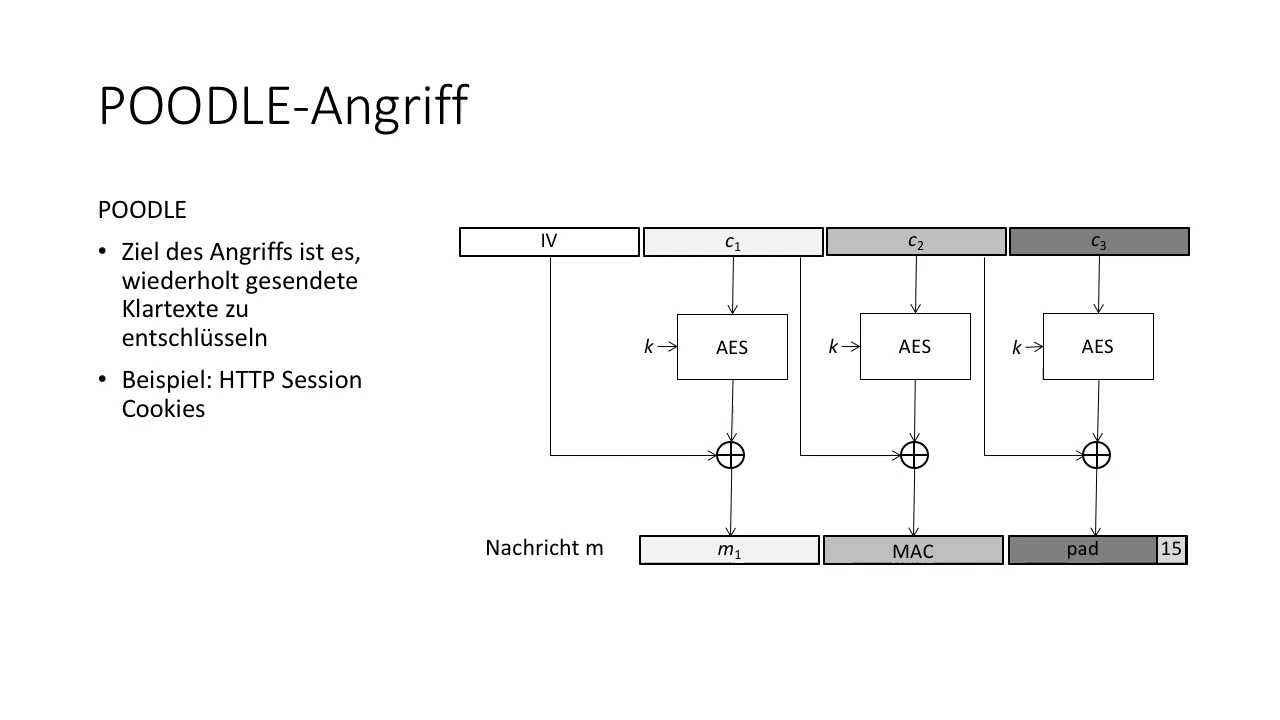 POODLE-Angriff
POODLE
• Ziel des Angriffs ist es,
wiederholt gesendete
Klartexte zu
entschlüsseln
• Beispiel: HTTP Session
Cookies
IV c₁ c₂ c₃
k AES k AES k AES
Nachricht m m₁ MAC pad 15